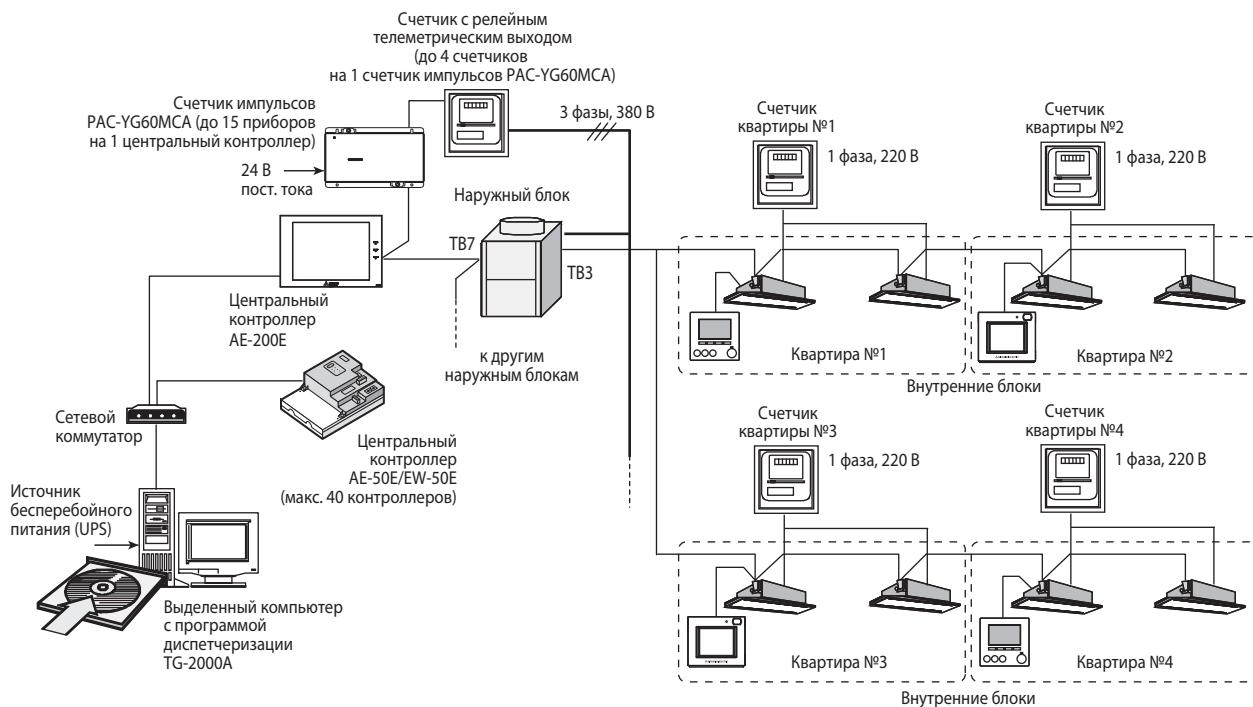 Счетчик с релейным
телеметрическим выходом
(до 4 счетчиков
на 1 счетчик импульсов PAC-YG60MCA)
Счетчик импульсов
PAC-YG60MCA (до 15 приборов
на 1 центральный контроллер)
24 В
пост. тока
3 фазы, 380 В
Наружный блок
TB7
TB3
Центральный
контроллер
AE-200E
к другим
наружным блокам
Сетевой
коммутатор
Центральный
контроллер
AE-50E/EW-50E
(макс. 40 контроллеров)
Источник
бесперебойного
питания (UPS)
Выделенный компьютер
с программой
диспетчеризации
TG-2000A
Счетчик
квартиры №1
1 фаза, 220 В
Счетчик
квартиры №2
1 фаза, 220 В
Квартира №1
Квартира №2
Внутренние блоки
Счетчик
квартиры №3
1 фаза, 220 В
Счетчик
квартиры №4
1 фаза, 220 В
Квартира №3
Квартира №4
Внутренние блоки